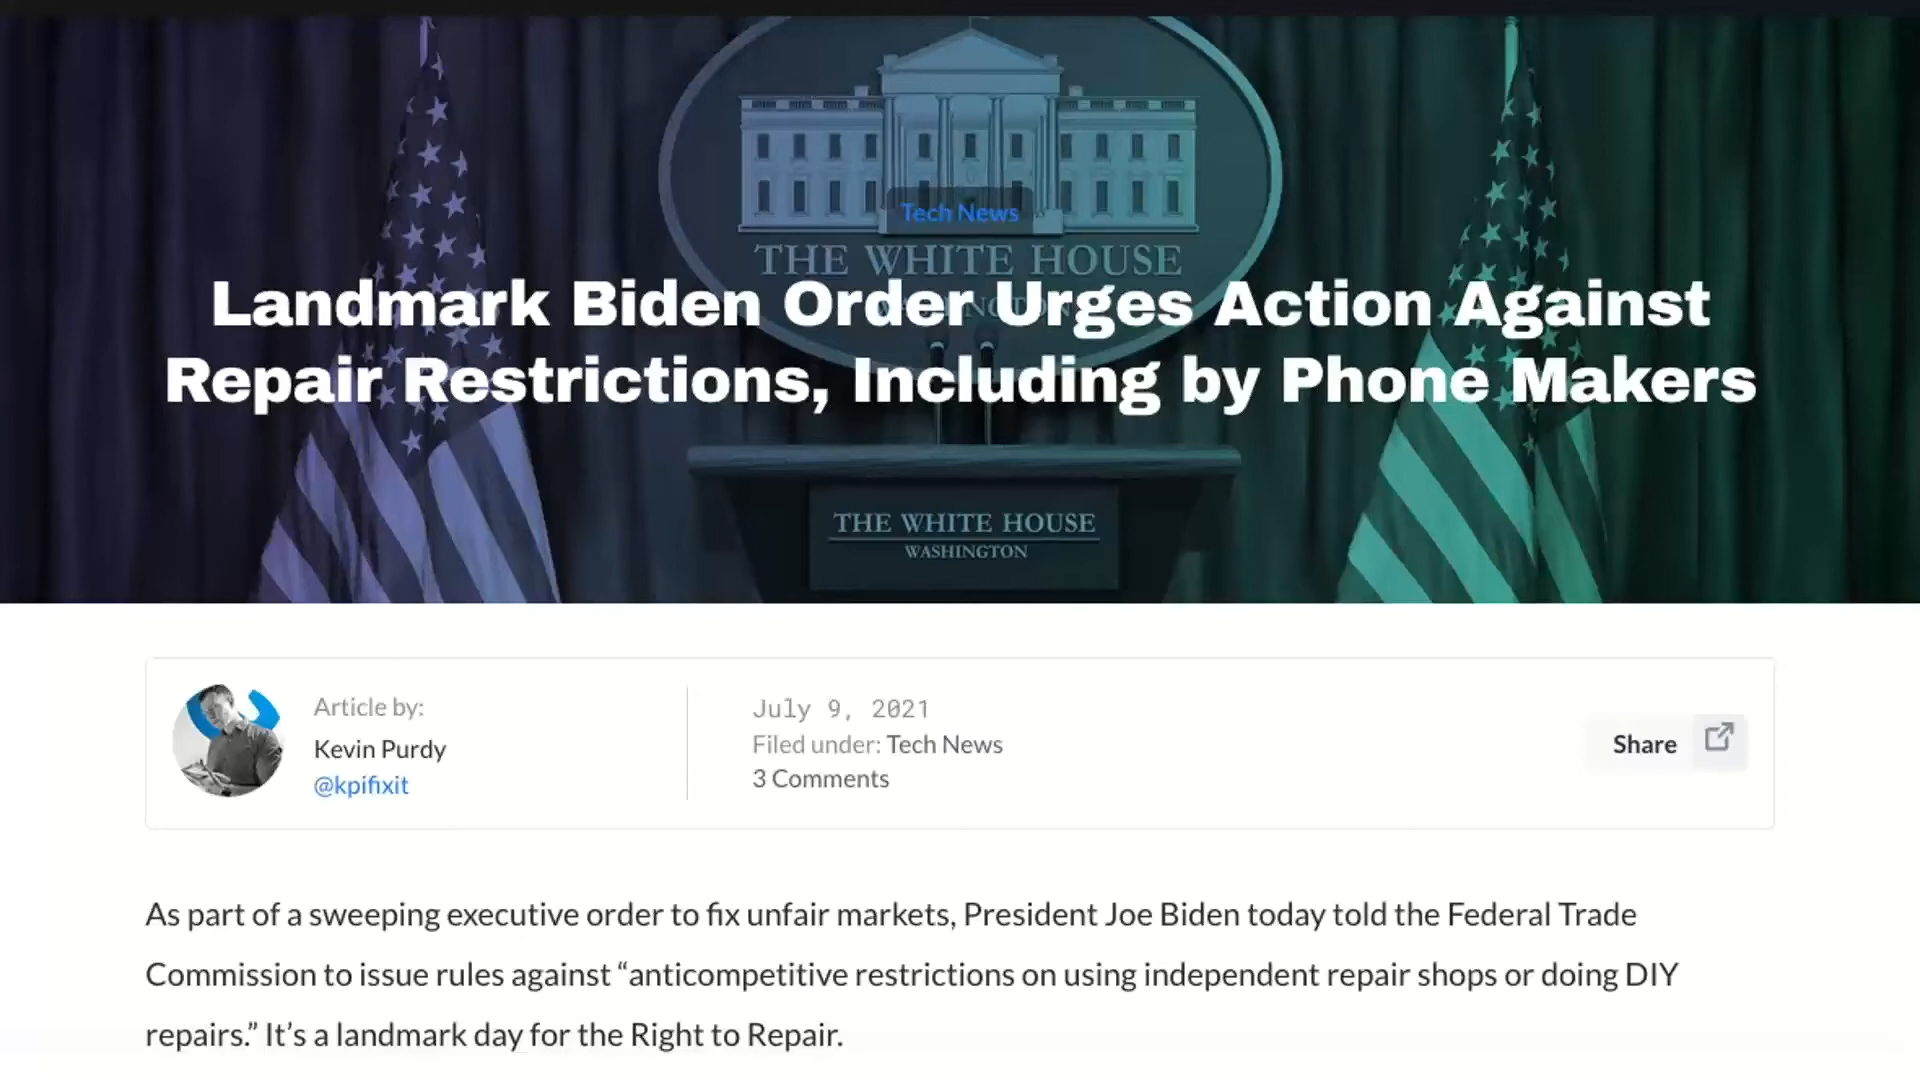 Tech News
THE WHITE HOUSE
Landmark Biden Order Urges Action Against
Repair Restrictions, Including by Phone Makers
THE WHITE HOUSE
WASHINGTON
Article by:
Kevin Purdy
@kpifixit
July 9, 2021
Filed under: Tech News
3 Comments
Share
As part of a sweeping executive order to fix unfair markets, President Joe Biden today told the Federal Trade
Commission to issue rules against “anticompetitive restrictions on using independent repair shops or doing DIY
repairs.” It’s a landmark day for the Right to Repair.